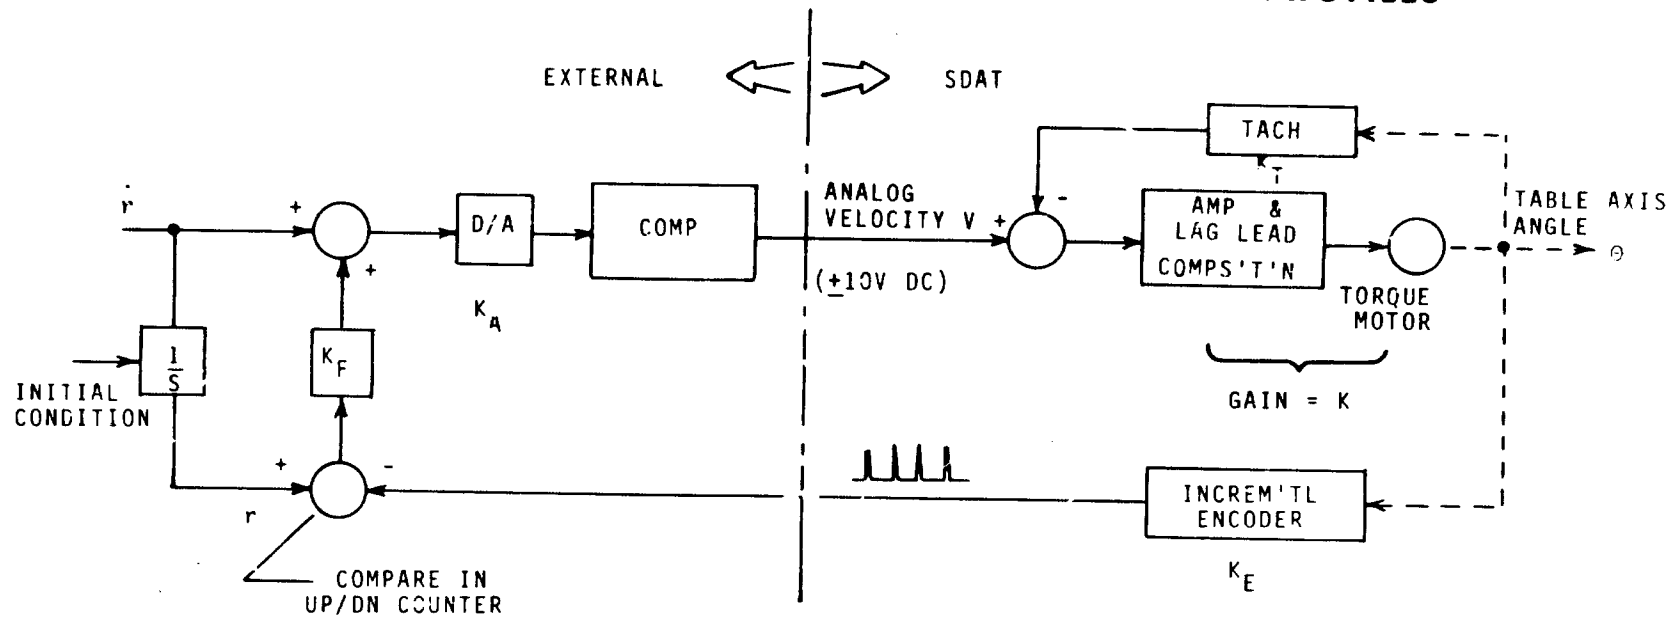 EXTERNAL
SDAT
TACH
K_T
ṙ
+
+
D/A
K_A
COMP
ANALOG
VELOCITY V
(±10V DC)
+
-
AMP &
LAG LEAD
COMPS'T'N
TORQUE
MOTOR
TABLE AXIS
ANGLE
θ
GAIN = K
1
S
INITIAL
CONDITION
K_F
+
-
r
COMPARE IN
UP/DN COUNTER
INCREM'TL
ENCODER
K_E